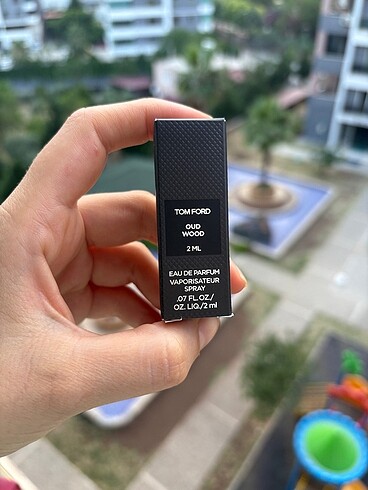 TOM FORD
OUD
WOOD
2 ML
EAU DE PARFUM
VAPORISATEUR
SPRAY
.07 FL.OZ./
OZ. LIQ./2 ml